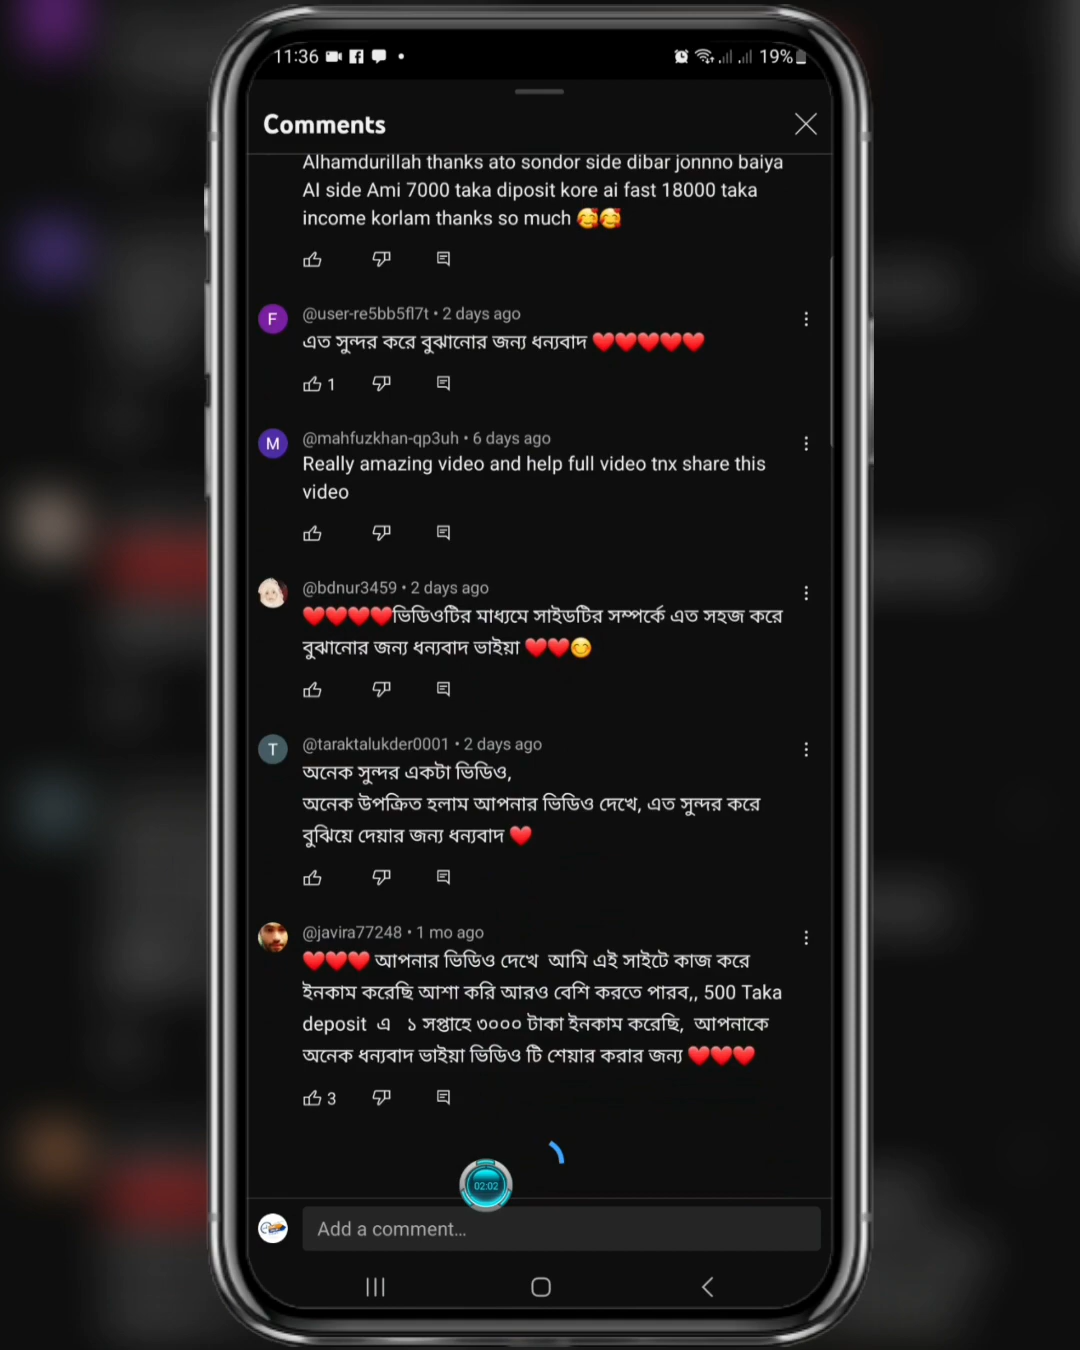 11:36
19%
Comments
Alhamdurillah thanks ato sondor side dibar jonnno baiya
AI side Ami 7000 taka diposit kore ai fast 18000 taka
income korlam thanks so much 🥰🥰
F
@user-re5bb5fl7t • 2 days ago
এত সুন্দর করে বুঝানোর জন্য ধন্যবাদ ❤️❤️❤️❤️❤️
1
M
@mahfuzkhan-qp3uh • 6 days ago
Really amazing video and help full video tnx share this
video
@bdnur3459 • 2 days ago
❤️❤️❤️❤️ভিডিওটির মাধ্যমে সাইডটির সম্পর্কে এত সহজ করে
বুঝানোর জন্য ধন্যবাদ ভাইয়া ❤️❤️😊
T
@taraktalukder0001 • 2 days ago
অনেক সুন্দর একটা ভিডিও,
অনেক উপক্রিত হলাম আপনার ভিডিও দেখে, এত সুন্দর করে
বুঝিয়ে দেয়ার জন্য ধন্যবাদ ❤️
@javira77248 • 1 mo ago
❤️❤️❤️ আপনার ভিডিও দেখে আমি এই সাইটে কাজ করে
ইনকাম করেছি আশা করি আরও বেশি করতে পারব,, 500 Taka
deposit এ ১ সপ্তাহে ৩০০০ টাকা ইনকাম করেছি, আপনাকে
অনেক ধন্যবাদ ভাইয়া ভিডিও টি শেয়ার করার জন্য ❤️❤️❤️
3
02:02
Add a comment...